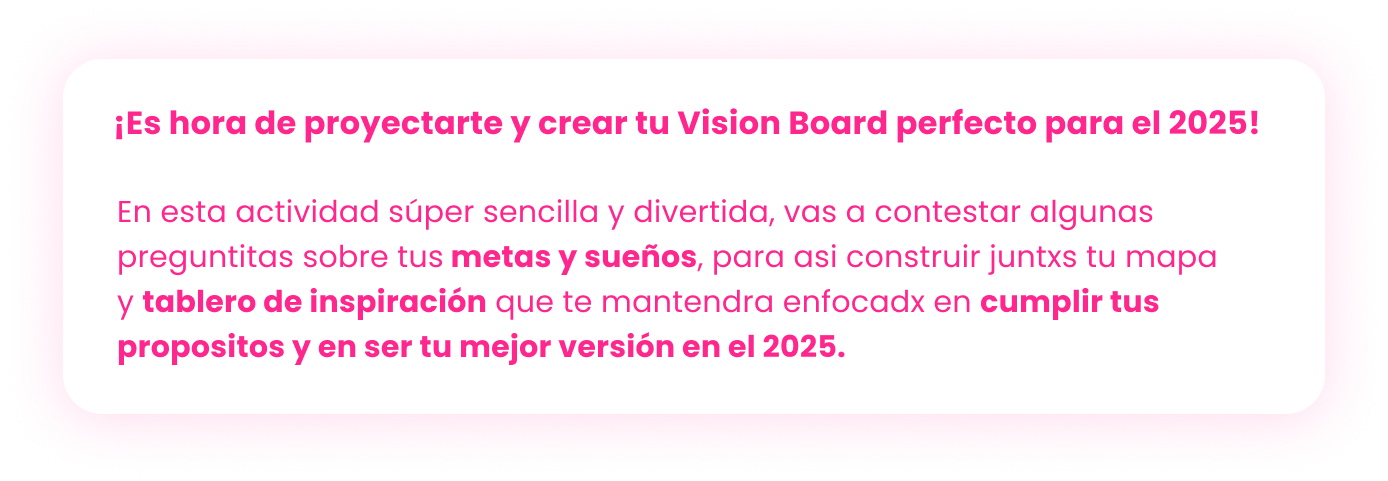 ¡Es hora de proyectarte y crear tu Vision Board perfecto para el 2025!
En esta actividad súper sencilla y divertida, vas a contestar algunas
preguntitas sobre tus metas y sueños, para asi construir juntxs tu mapa
y tablero de inspiración que te mantendra enfocadx en cumplir tus
propositos y en ser tu mejor versión en el 2025.